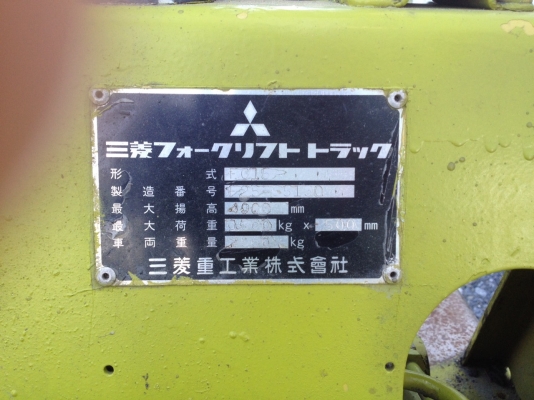 三菱フォークリフト トラック
形式
製造番号
最大揚高 mm
最大荷重 kg x mm
車両重量 kg
三菱重工業株式會社